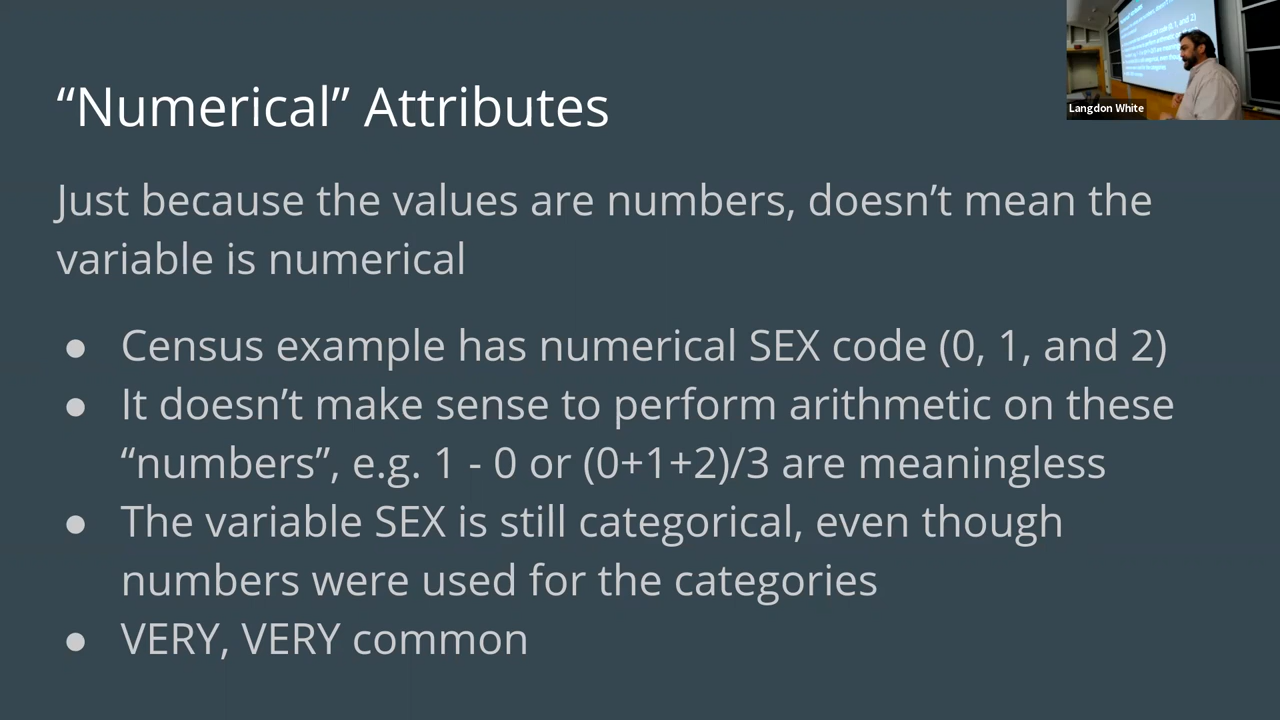 “Numerical” Attributes
Langdon White
Just because the values are numbers, doesn’t mean the
variable is numerical
● Census example has numerical SEX code (0, 1, and 2)
● It doesn’t make sense to perform arithmetic on these
“numbers”, e.g. 1 - 0 or (0+1+2)/3 are meaningless
● The variable SEX is still categorical, even though
numbers were used for the categories
● VERY, VERY common